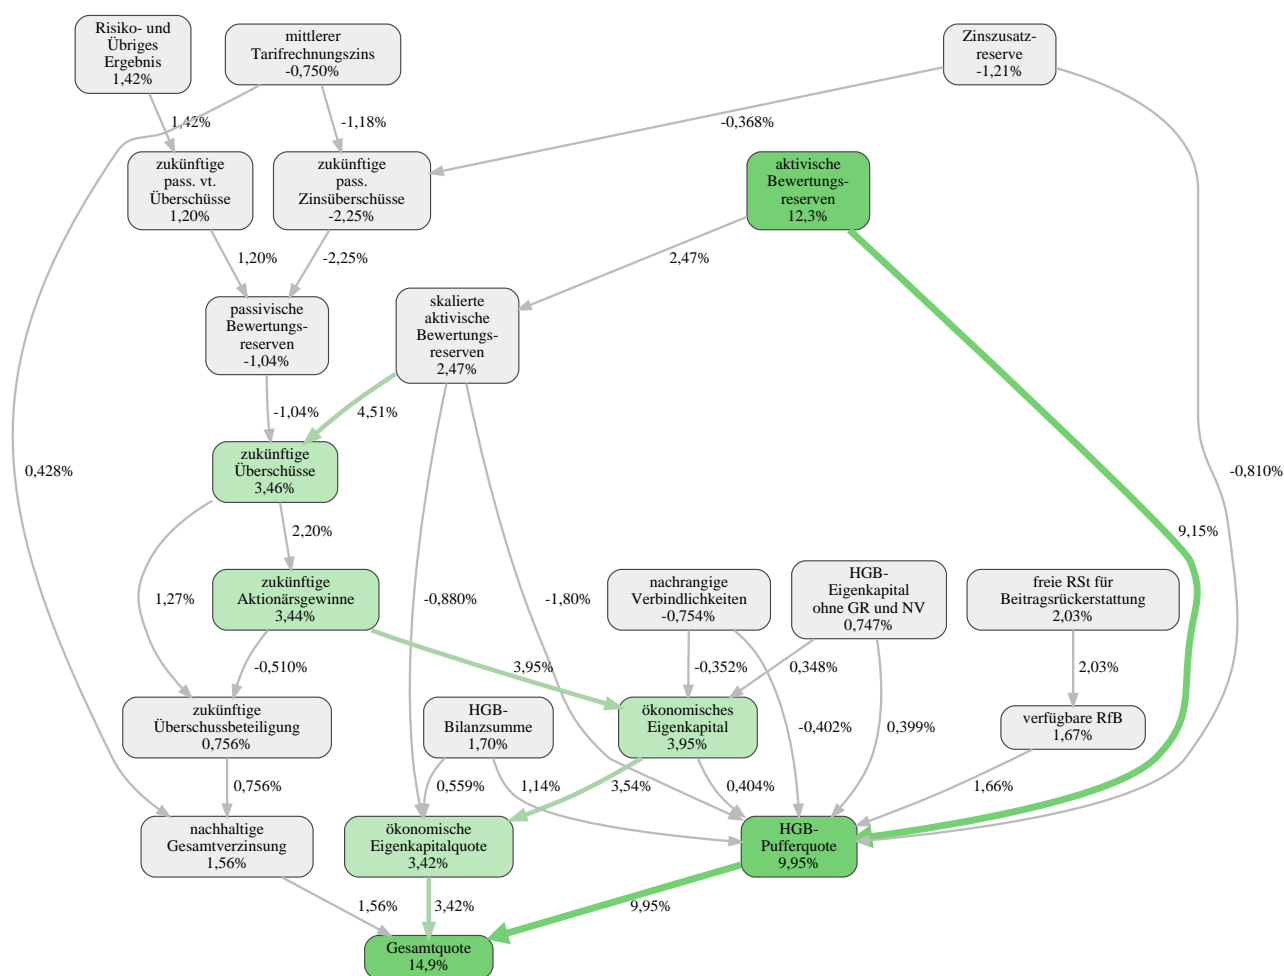 Risiko- und
Übriges
Ergebnis
1,42%
mittlerer
Tarifrechnungszins
-0,750%
Zinszusatz-
reserve
-1,21%
1,42%
-1,18%
-0,368%
zukünftige
pass. vt.
Überschüsse
1,20%
zukünftige
pass.
Zinsüberschüsse
-2,25%
aktivische
Bewertungs-
reserven
12,3%
1,20%
-2,25%
2,47%
passivische
Bewertungs-
reserven
-1,04%
skalierte
aktivische
Bewertungs-
reserven
2,47%
-1,04%
4,51%
zukünftige
Überschüsse
3,46%
0,428%
-0,810%
2,20%
9,15%
zukünftige
Aktionärsgewinne
3,44%
1,27%
-0,880%
-1,80%
nachrangige
Verbindlichkeiten
-0,754%
HGB-
Eigenkapital
ohne GR und NV
0,747%
freie RSt für
Beitragsrückerstattung
2,03%
-0,510%
3,95%
-0,352%
0,348%
2,03%
zukünftige
Überschussbeteiligung
0,756%
HGB-
Bilanzsumme
1,70%
ökonomisches
Eigenkapital
3,95%
-0,402%
0,399%
verfügbare RfB
1,67%
0,756%
0,559%
1,14%
3,54%
0,404%
1,66%
nachhaltige
Gesamtverzinsung
1,56%
ökonomische
Eigenkapitalquote
3,42%
HGB-
Pufferquote
9,95%
1,56%
3,42%
9,95%
Gesamtquote
14,9%